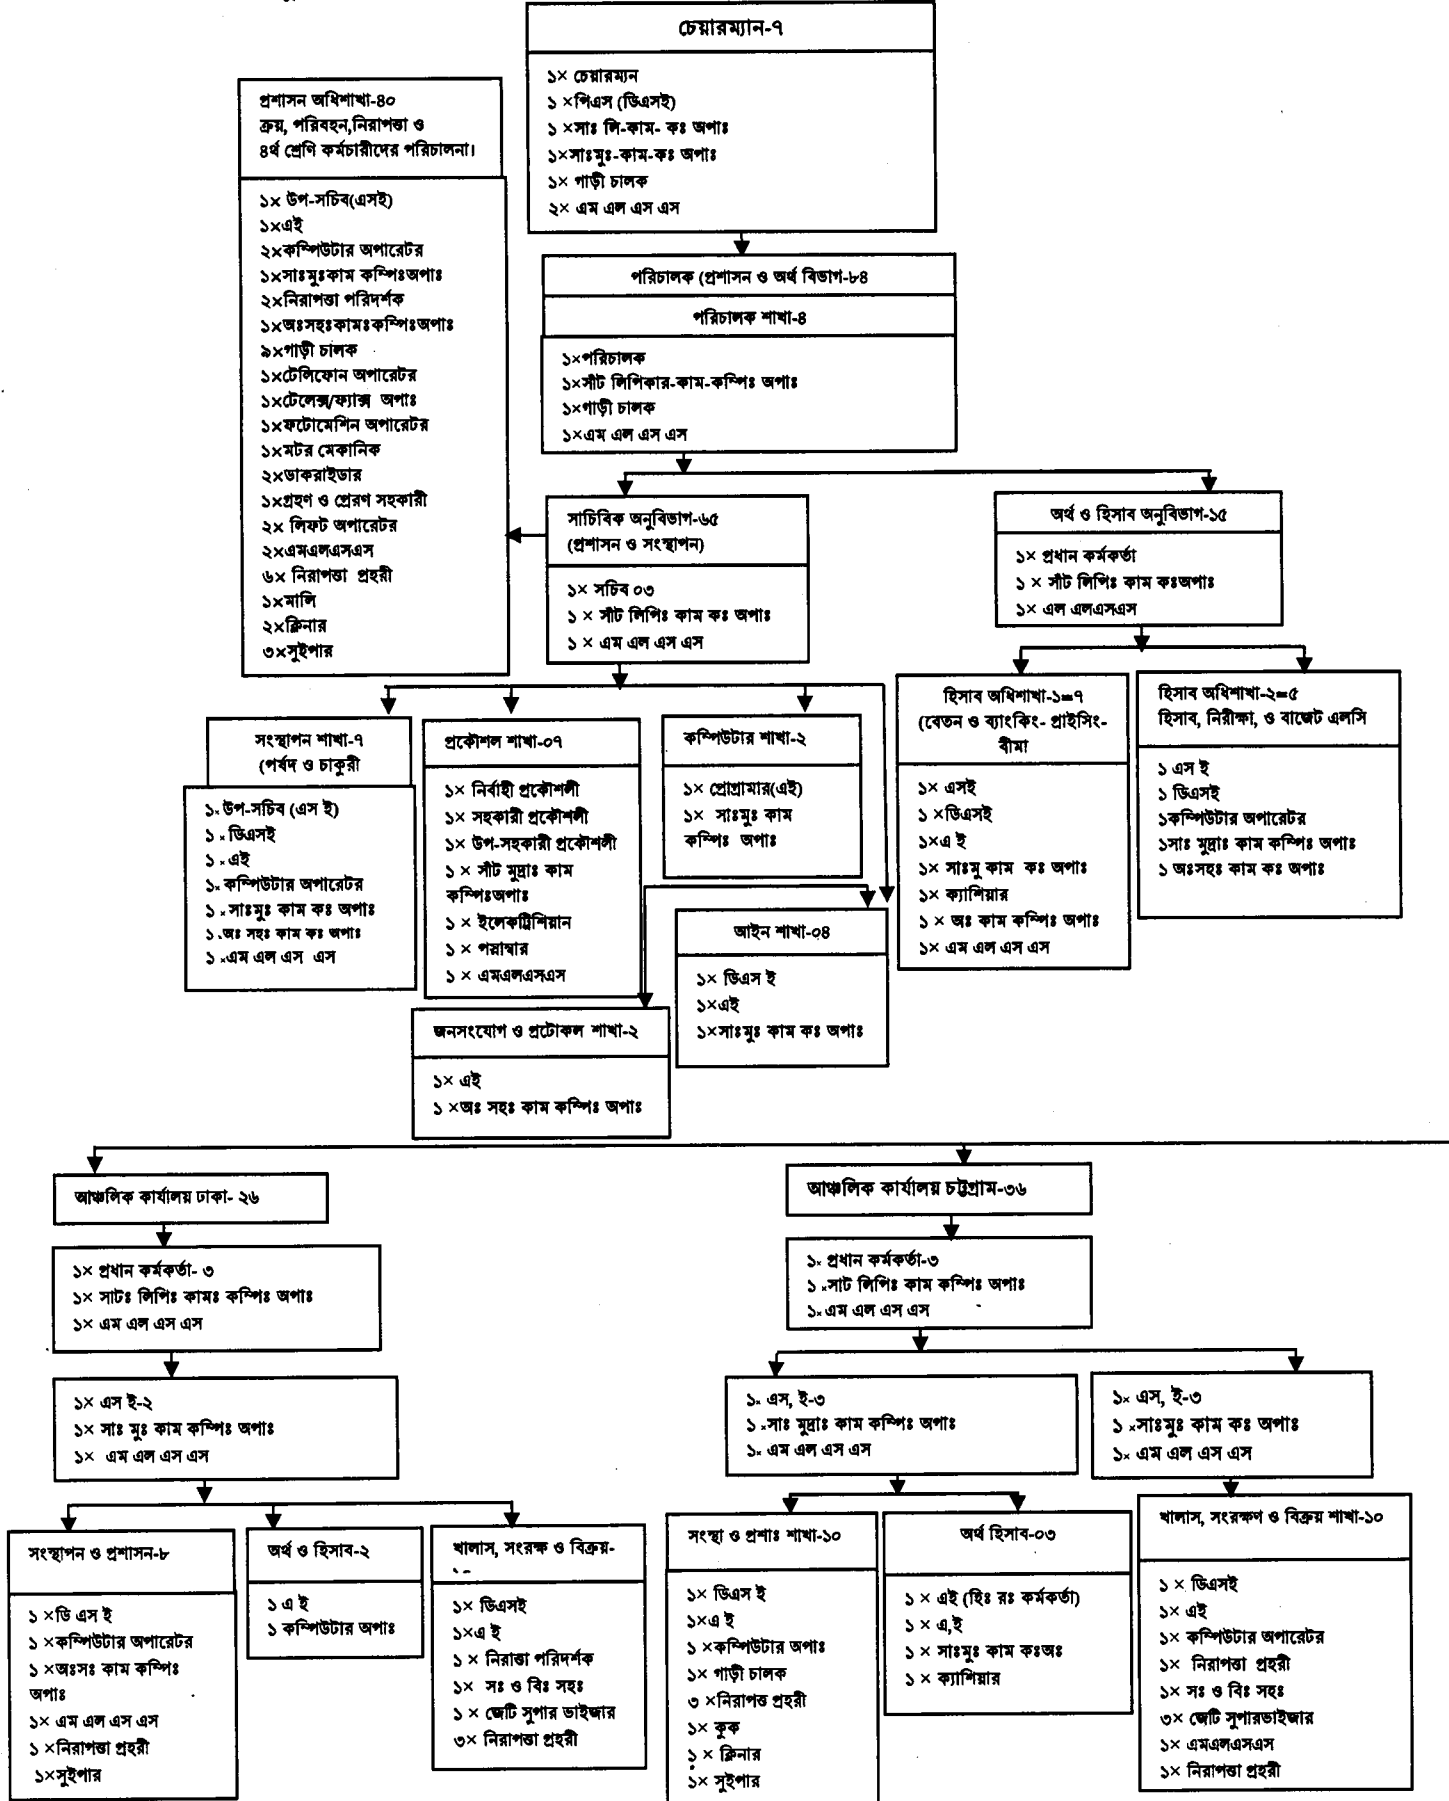 চেয়ারম্যান-৭
১× চেয়ারম্যন
১ ×পিএস (ডিএসই)
১ ×সাঃ লি-কাম- কঃ অপাঃ
১×সাঃমুঃ-কাম-কঃ অপাঃ
১× গাড়ী চালক
২× এম এল এস এস
প্রশাসন অধিশাখা-৪০
ক্রয়, পরিবহন,নিরাপত্তা ও
৪র্থ শ্রেণি কর্মচারীদের পরিচালনা।
১× উপ-সচিব(এসই)
১×এই
২×কম্পিউটার অপারেটর
১×সাঃমুঃকাম কম্পিঃঅপাঃ
২×নিরাপত্তা পরিদর্শক
১×অঃসহঃকামঃকম্পিঃঅপাঃ
৯×গাড়ী চালক
১×টেলিফোন অপারেটর
১×টেলেক্স/ফ্যাক্স অপাঃ
১×ফটোমেশিন অপারেটর
১×মটর মেকানিক
২×ডাকরাইডার
১×গ্রহণ ও প্রেরণ সহকারী
২× লিফট অপারেটর
২×এমএলএসএস
৬× নিরাপত্তা প্রহরী
১×মালি
২×ক্লিনার
৩×সুইপার
পরিচালক (প্রশাসন ও অর্থ বিভাগ-৮৪
পরিচালক শাখা-৪
১×পরিচালক
১×সাঁট লিপিকার-কাম-কম্পিঃ অপাঃ
১×গাড়ী চালক
১×এম এল এস এস
সাচিবিক অনুবিভাগ-৬৫
(প্রশাসন ও সংস্থাপন)
১× সচিব ০৩
১ × সাঁট লিপিঃ কাম কঃ অপাঃ
১ × এম এল এস এস
অর্থ ও হিসাব অনুবিভাগ-১৫
১× প্রধান কর্মকর্তা
১ × সাঁট লিপিঃ কাম কঃঅপাঃ
১× এল এলএসএস
সংস্থাপন শাখা-৭
(পর্ষদ ও চাকুরী
১× উপ-সচিব (এস ই)
১ × ডিএসই
১ ×এই
১× কম্পিউটার অপারেটর
১ ×সাঃমুঃ কাম কঃ অপাঃ
১ .অঃ সহঃ কাম কঃ অপাঃ
১ ×এম এল এস এস
প্রকৌশল শাখা-০৭
১× নির্বাহী প্রকৌশলী
১× সহকারী প্রকৌশলী
১× উপ-সহকারী প্রকৌশলী
১ × সাঁট মুদ্রাঃ কাম
কম্পিঃঅপাঃ
১ × ইলেকট্রিশিয়ান
১ × পল্লাম্বার
১ × এমএলএসএস
কম্পিউটার শাখা-২
১× প্রোগ্রামার(এই)
১× সাঃমুঃ কাম
কম্পিঃ অপাঃ
হিসাব অধিশাখা-১=৭
(বেতন ও ব্যাংকিং- প্রাইসিং-
বীমা
১× এসই
১ ×ডিএসই
১×এ ই
১× সাঃমু কাম কঃ অপাঃ
১× ক্যাশিয়ার
১ × অঃ কাম কম্পিঃ অপাঃ
১× এম এল এস এস
হিসাব অধিশাখা-২=৫
হিসাব, নিরীক্ষা, ও বাজেট এলসি
১ এস ই
১ ডিএসই
১কম্পিউটার অপারেটর
১সাঃ মুদ্রাঃ কাম কম্পিঃ অপাঃ
১ অঃসহঃ কাম কঃ অপাঃ
আইন শাখা-০৪
১× ডিএস ই
১×এই
১×সাঃমুঃ কাম কঃ অপাঃ
জনসংযোগ ও প্রটোকল শাখা-২
১× এই
১ ×অঃ সহঃ কাম কম্পিঃ অপাঃ
আঞ্চলিক কার্যালয় ঢাকা- ২৬
১× প্রধান কর্মকর্তা- ৩
১× সাটঃ লিপিঃ কামঃ কম্পিঃ অপাঃ
১× এম এল এস এস
১× এস ই-২
১× সাঃ মুঃ কাম কম্পিঃ অপাঃ
১× এম এল এস এস
সংস্থাপন ও প্রশাসন-৮
১ ×ডি এস ই
১ ×কম্পিউটার অপারেটর
১ ×অঃসঃ কাম কম্পিঃ
অপাঃ
১× এম এল এস এস
১ ×নিরাপত্তা প্রহরী
১×সুইপার
অর্থ ও হিসাব-২
১ এ ই
১ কম্পিউটার অপাঃ
খালাস, সংরক্ষ ও বিক্রয়-
১× ডিএসই
১×এ ই
১ × নিরাত্তা পরিদর্শক
১× সঃ ও বিঃ সহঃ
১ × জেটি সুপার ভাইজার
৩× নিরাপত্তা প্রহরী
আঞ্চলিক কার্যালয় চট্টগ্রাম-৩৬
১× প্রধান কর্মকর্তা-৩
১ ×সাট লিপিঃ কাম কম্পিঃ অপাঃ
১× এম এল এস এস
১× এস, ই-৩
১ ×সাঃ মুদ্রাঃ কাম কম্পিঃ অপাঃ
১× এম এল এস এস
১× এস, ই-৩
১ ×সাঃমুঃ কাম কঃ অপাঃ
১× এম এল এস এস
সংস্থা ও প্রশাঃ শাখা-১০
১× ডিএস ই
১×এ ই
১ ×কম্পিউটার অপাঃ
১× গাড়ী চালক
৩ ×নিরাপত্ত প্রহরী
১× কূক
১ × ক্লিনার
১× সুইপার
অর্থ হিসাব-০৩
১ × এই (হিঃ রঃ কর্মকর্তা)
১ × এ,ই
১ × সাঃমুঃ কাম কঃঅঃ
১ × ক্যাশিয়ার
খালাস, সংরক্ষণ ও বিক্রয় শাখা-১০
১ × ডিএসই
১× এই
১× কম্পিউটার অপারেটর
১× নিরাপত্তা প্রহরী
১× সঃ ও বিঃ সহঃ
৩× জেটি সুপারভাইজার
১× এমএলএসএস
১× নিরাপত্তা প্রহরী